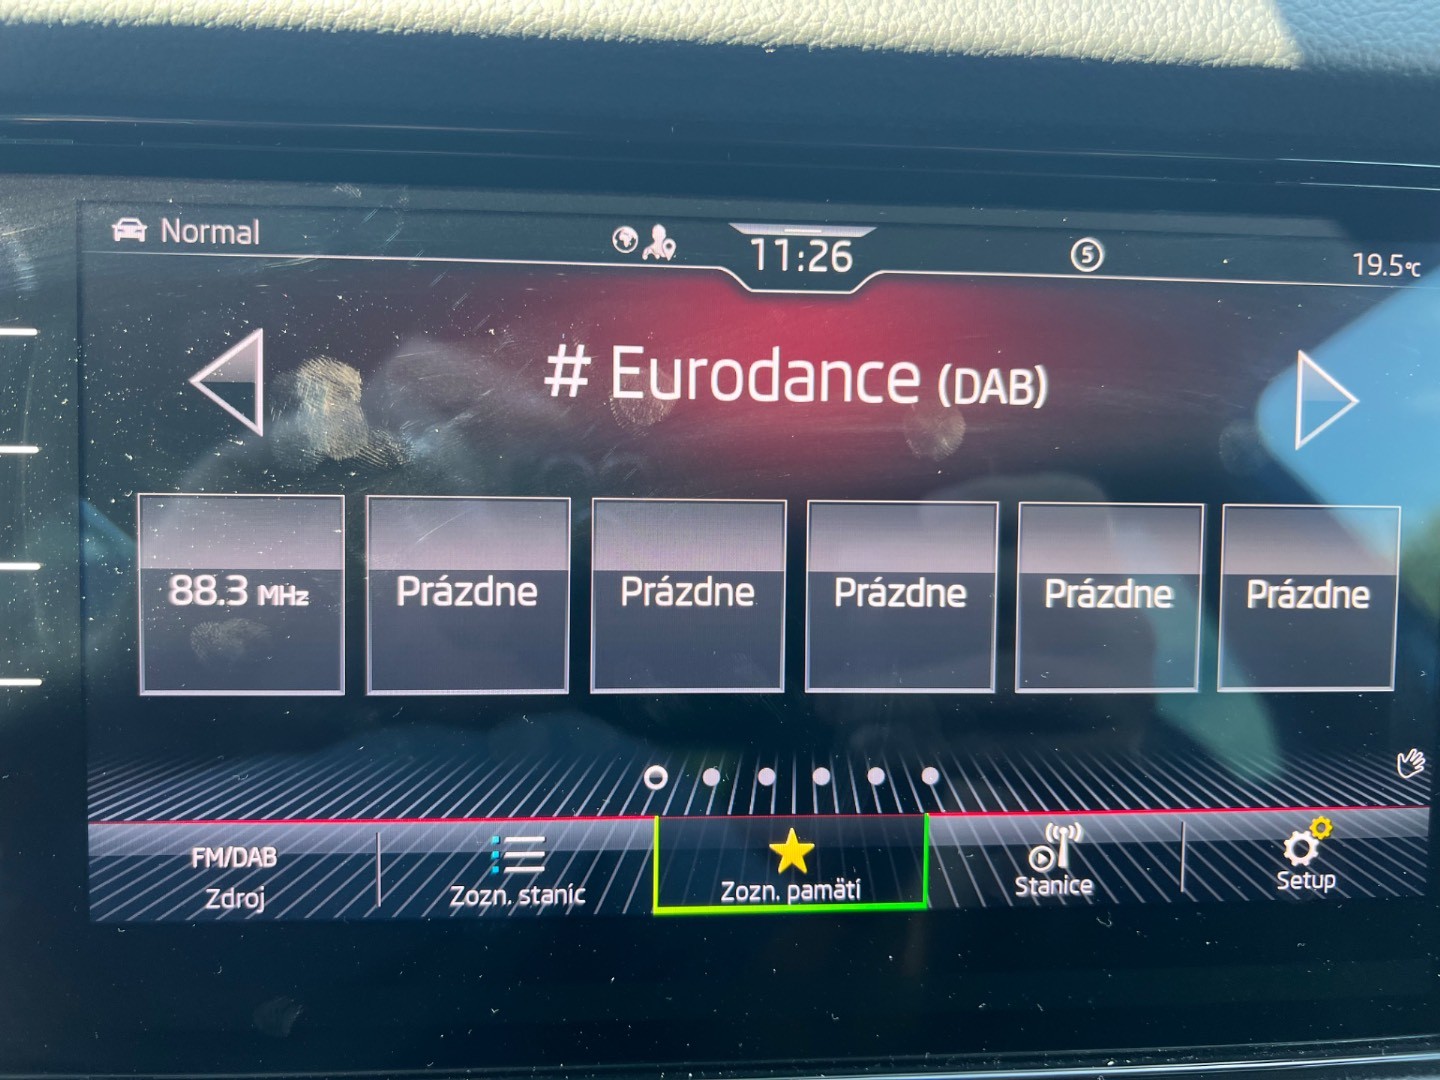 Normal
11:26
5
19.5°C
# Eurodance (DAB)
88.3 MHz
Prázdne
Prázdne
Prázdne
Prázdne
Prázdne
FM/DAB
Zdroj
Zozn. staníc
Zozn. pamätí
Stanice
Setup